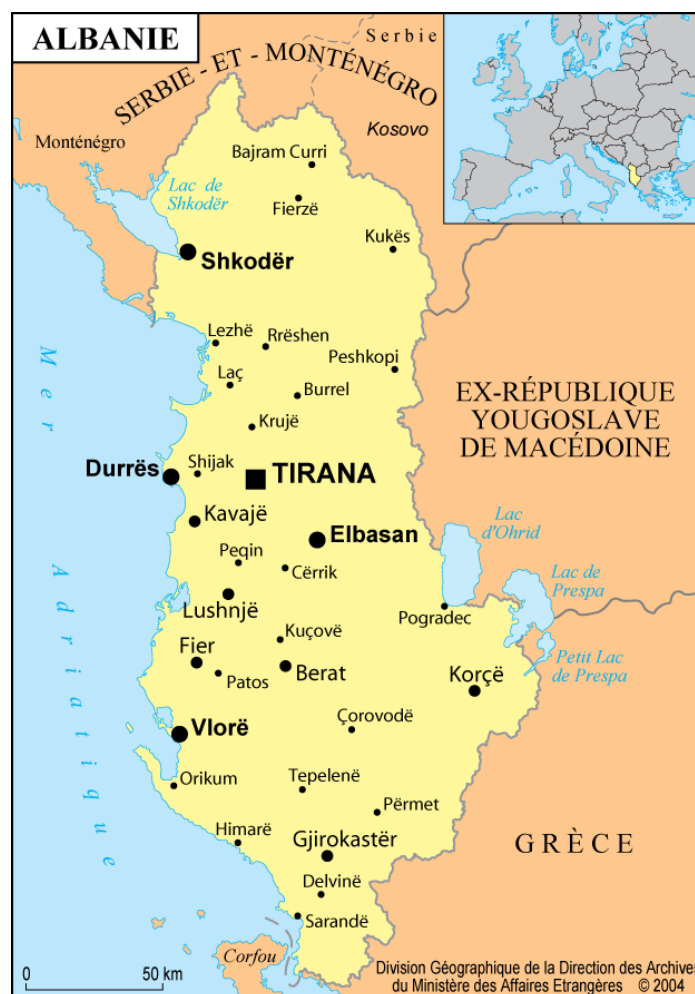 ALBANIE
Serbie
SERBIE - ET - MONTÉNÉGRO
Kosovo
Monténégro
Bajram Curri
Lac de
Shkodër
Fierzë
Kukës
Shkodër
Lezhë
Rrëshen
Peshkopi
Laç
Burrel
Krujë
EX-RÉPUBLIQUE
YOUGOSLAVE
DE MACÉDOINE
Mer Adriatique
Durrës
Shijak
TIRANA
Kavajë
Elbasan
Lac
d'Ohrid
Peqin
Cërrik
Lac de
Prespa
Lushnjë
Pogradec
Kuçovë
Fier
Berat
Patos
Korçë
Petit Lac
de Prespa
Vlorë
Çorovodë
Orikum
Tepelenë
Përmet
Himarë
Gjirokastër
GRÈCE
Delvinë
Sarandë
Corfou
0 50 km
Division Géographique de la Direction des Archives
du Ministère des Affaires Etrangères © 2004